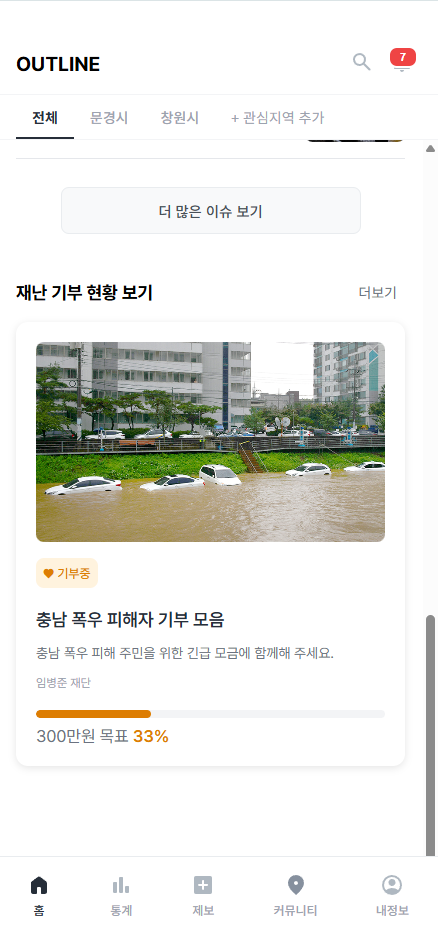 OUTLINE
7
전체 문경시 창원시 + 관심지역 추가
더 많은 이슈 보기
재난 기부 현황 보기 더보기
기부중
충남 폭우 피해자 기부 모음
충남 폭우 피해 주민을 위한 긴급 모금에 함께해 주세요.
임병준 재단
300만원 목표 33%
홈 통계 제보 커뮤니티 내정보